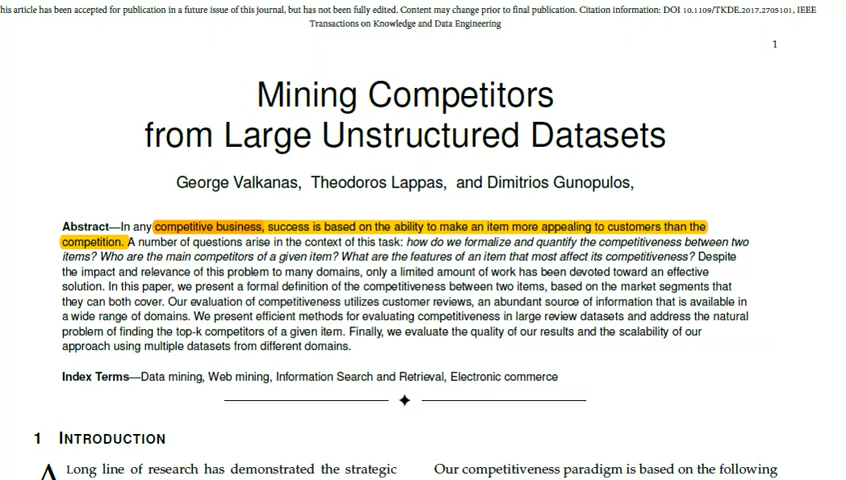 his article has been accepted for publication in a future issue of this journal, but has not been fully edited. Content may change prior to final publication. Citation information: DOI 10.1109/TKDE.2017.2705101, IEEE
Transactions on Knowledge and Data Engineering
1
Mining Competitors
from Large Unstructured Datasets
George Valkanas, Theodoros Lappas, and Dimitrios Gunopulos,
Abstract—In any competitive business, success is based on the ability to make an item more appealing to customers than the
competition. A number of questions arise in the context of this task: how do we formalize and quantify the competitiveness between two
items? Who are the main competitors of a given item? What are the features of an item that most affect its competitiveness? Despite
the impact and relevance of this problem to many domains, only a limited amount of work has been devoted toward an effective
solution. In this paper, we present a formal definition of the competitiveness between two items, based on the market segments that
they can both cover. Our evaluation of competitiveness utilizes customer reviews, an abundant source of information that is available in
a wide range of domains. We present efficient methods for evaluating competitiveness in large review datasets and address the natural
problem of finding the top-k competitors of a given item. Finally, we evaluate the quality of our results and the scalability of our
approach using multiple datasets from different domains.
Index Terms—Data mining, Web mining, Information Search and Retrieval, Electronic commerce
1 INTRODUCTION
A Long line of research has demonstrated the strategic
Our competitiveness paradigm is based on the following